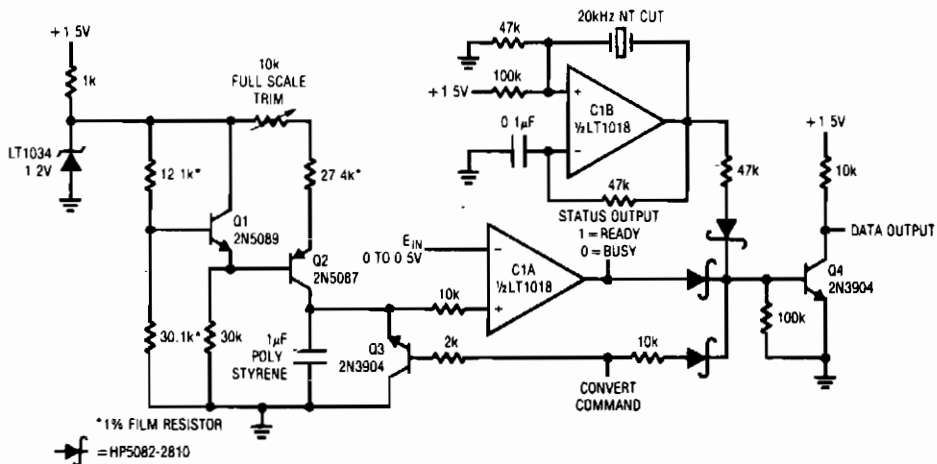 +1 5V
1k
LT1034
1 2V
12 1k*
10k
FULL SCALE
TRIM
27 4k*
Q1
2N5089
Q2
2N5087
30.1k*
30k
1µF
POLY
STYRENE
Q3
2N3904
EIN
0 TO 0 5V
10k
C1A
½LT1018
2k
CONVERT
COMMAND
10k
47k
20kHz NT CUT
100k
+1 5V
0 1µF
C1B
½LT1018
47k
STATUS OUTPUT
1 = READY
0 = BUSY
47k
+1 5V
10k
DATA OUTPUT
Q4
2N3904
100k
*1% FILM RESISTOR
= HP5082-2810